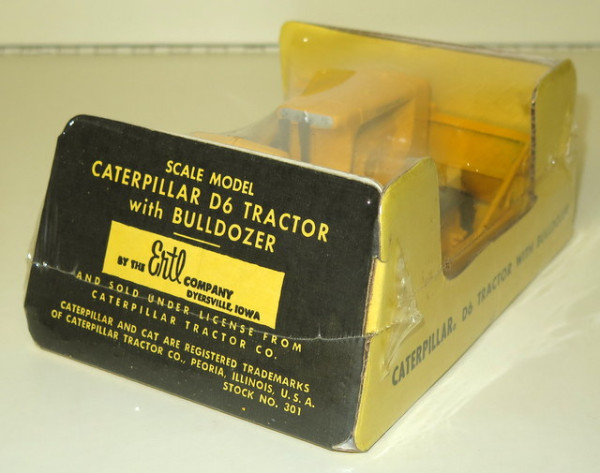 SCALE MODEL
CATERPILLAR D6 TRACTOR
with BULLDOZER
BY THE Ertl COMPANY
DYERSVILLE, IOWA
AND SOLD UNDER LICENSE FROM
CATERPILLAR TRACTOR CO.
CATERPILLAR AND CAT ARE REGISTERED TRADEMARKS
OF CATERPILLAR TRACTOR CO., PEORIA, ILLINOIS, U.S.A.
STOCK NO. 301
CATERPILLAR, D6 TRACTOR WITH BULLDOZER